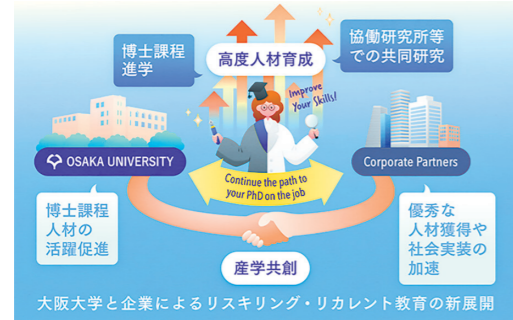 博士課程
進学
高度人材育成
協働研究所等
での共同研究
Improve
Your Skills!
OSAKA UNIVERSITY
Corporate Partners
Continue the path to
your PhD on the job
博士課程
人材の
活躍促進
優秀な
人材獲得や
社会実装の
加速
産学共創
大阪大学と企業によるリスキリング・リカレント教育の新展開